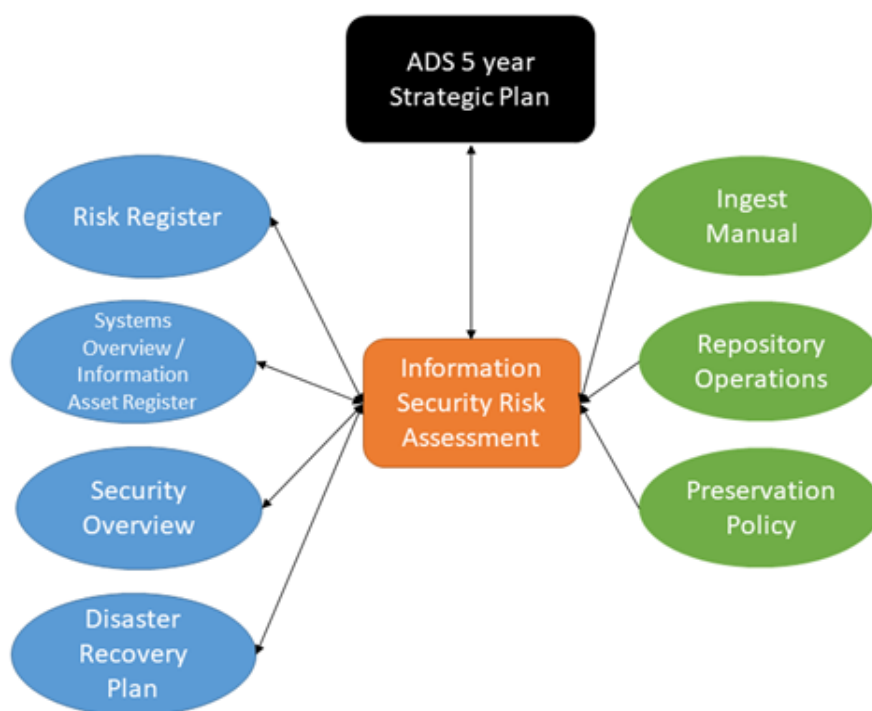 ADS 5 year
Strategic Plan
Risk Register
Systems
Overview /
Information
Asset Register
Security
Overview
Disaster
Recovery
Plan
Information
Security Risk
Assessment
Ingest
Manual
Repository
Operations
Preservation
Policy